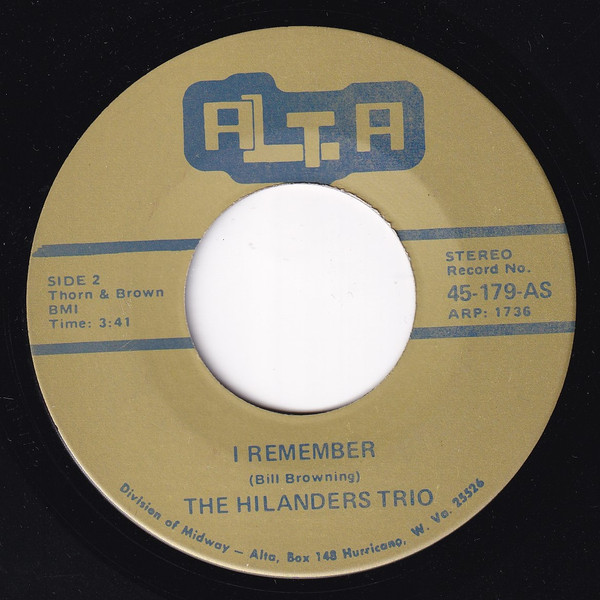 ALTA
SIDE 2
Thorn & Brown
BMI
Time: 3:41
STEREO
Record No.
45-179-AS
ARP: 1736
I REMEMBER
(Bill Browning)
THE HILANDERS TRIO
Division of Midway – Alta, Box 148 Hurricano, W. Va. 25526